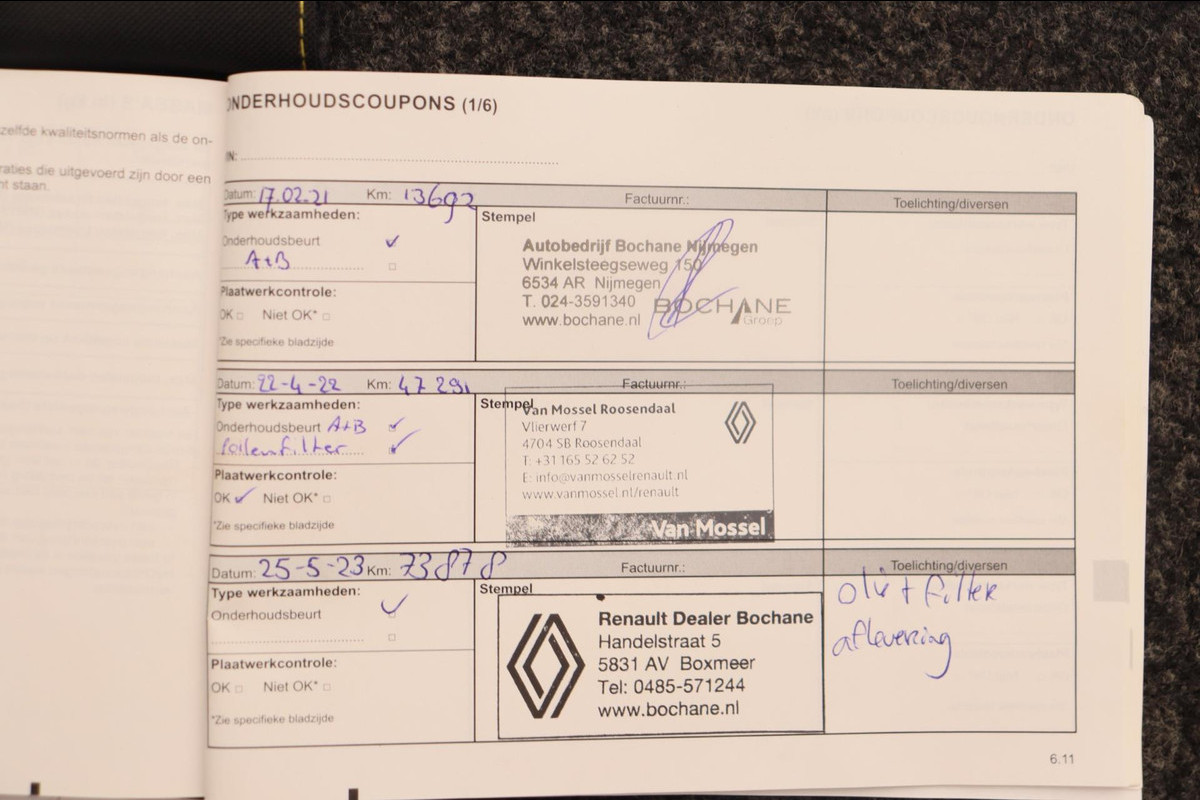 zelfde kwaliteitsnormen als de on-
raties die uitgevoerd zijn door een
nt staan.
ONDERHOUDSCOUPONS (1/6)
IN:
Datum: 17.02.21 Km: 13692 Factuurnr.: Toelichting/diversen
Type werkzaamheden: Stempel
Onderhoudsbeurt ✓
A+B
Plaatwerkcontrole:
OK □ Niet OK* □
*Zie specifieke bladzijde
Autobedrijf Bochane Nijmegen
Winkelsteegseweg 150
6534 AR Nijmegen
T. 024-3591340
www.bochane.nl
BOCHANE
Groep
Datum: 22-4-22 Km: 47291 Factuurnr.: Toelichting/diversen
Type werkzaamheden: Stempel
Onderhoudsbeurt A+B ✓
Pollenfilter ✓
Plaatwerkcontrole:
OK ✓ Niet OK* □
*Zie specifieke bladzijde
Van Mossel Roosendaal
Vlierwerf 7
4704 SB Roosendaal
T: +31 165 52 62 52
E: info@vanmosselrenault.nl
www.vanmossel.nl/renault
Van Mossel
Datum: 25-5-23 Km: 73878 Factuurnr.: Toelichting/diversen
Type werkzaamheden: Stempel
Onderhoudsbeurt ✓
Plaatwerkcontrole:
OK □ Niet OK* □
*Zie specifieke bladzijde
Renault Dealer Bochane
Handelstraat 5
5831 AV Boxmeer
Tel: 0485-571244
www.bochane.nl
olie + filter
aflevering
6.11